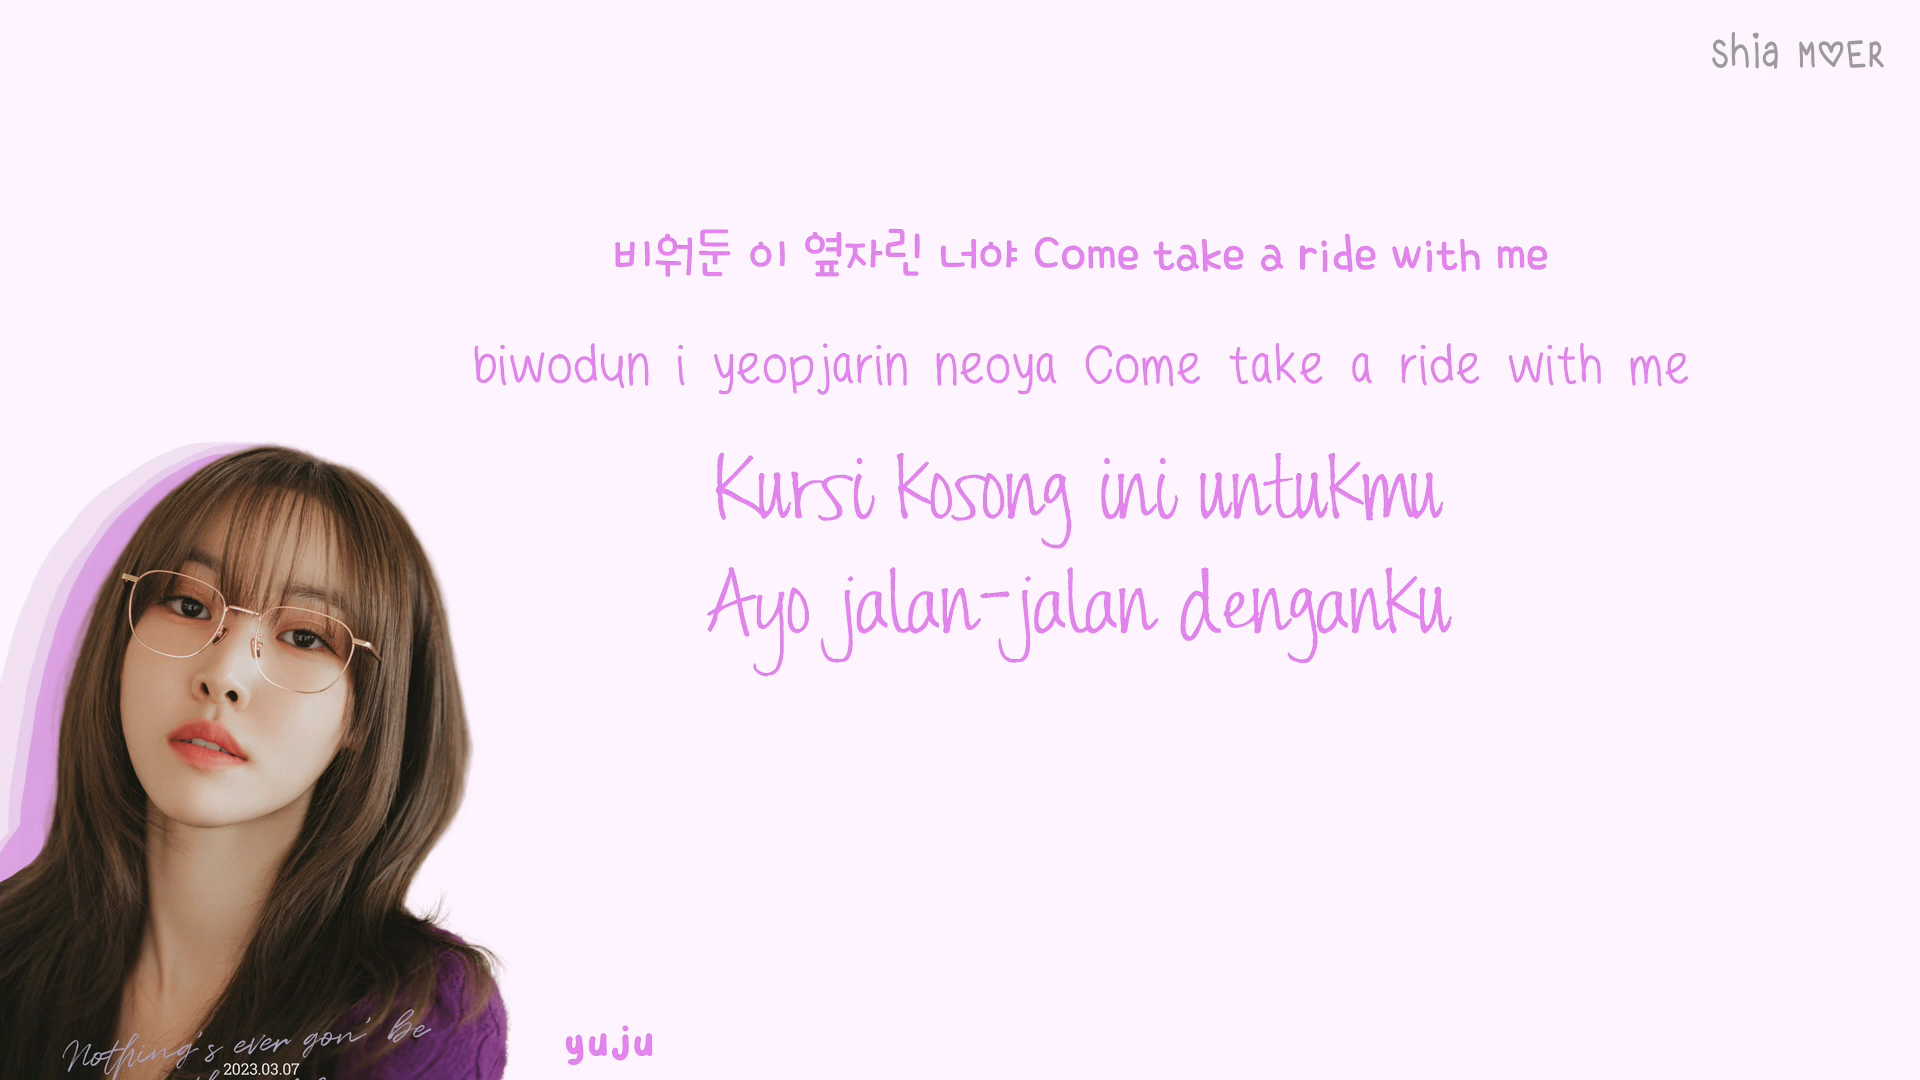 Shia M♡ER
비워둔 이 옆자린 너야 Come take a ride with me
biwodun i yeopjarin neoya Come take a ride with me
Kursi kosong ini untukmu
Ayo jalan-jalan denganku
Nothing's ever gon' be
2023.03.07
yuju